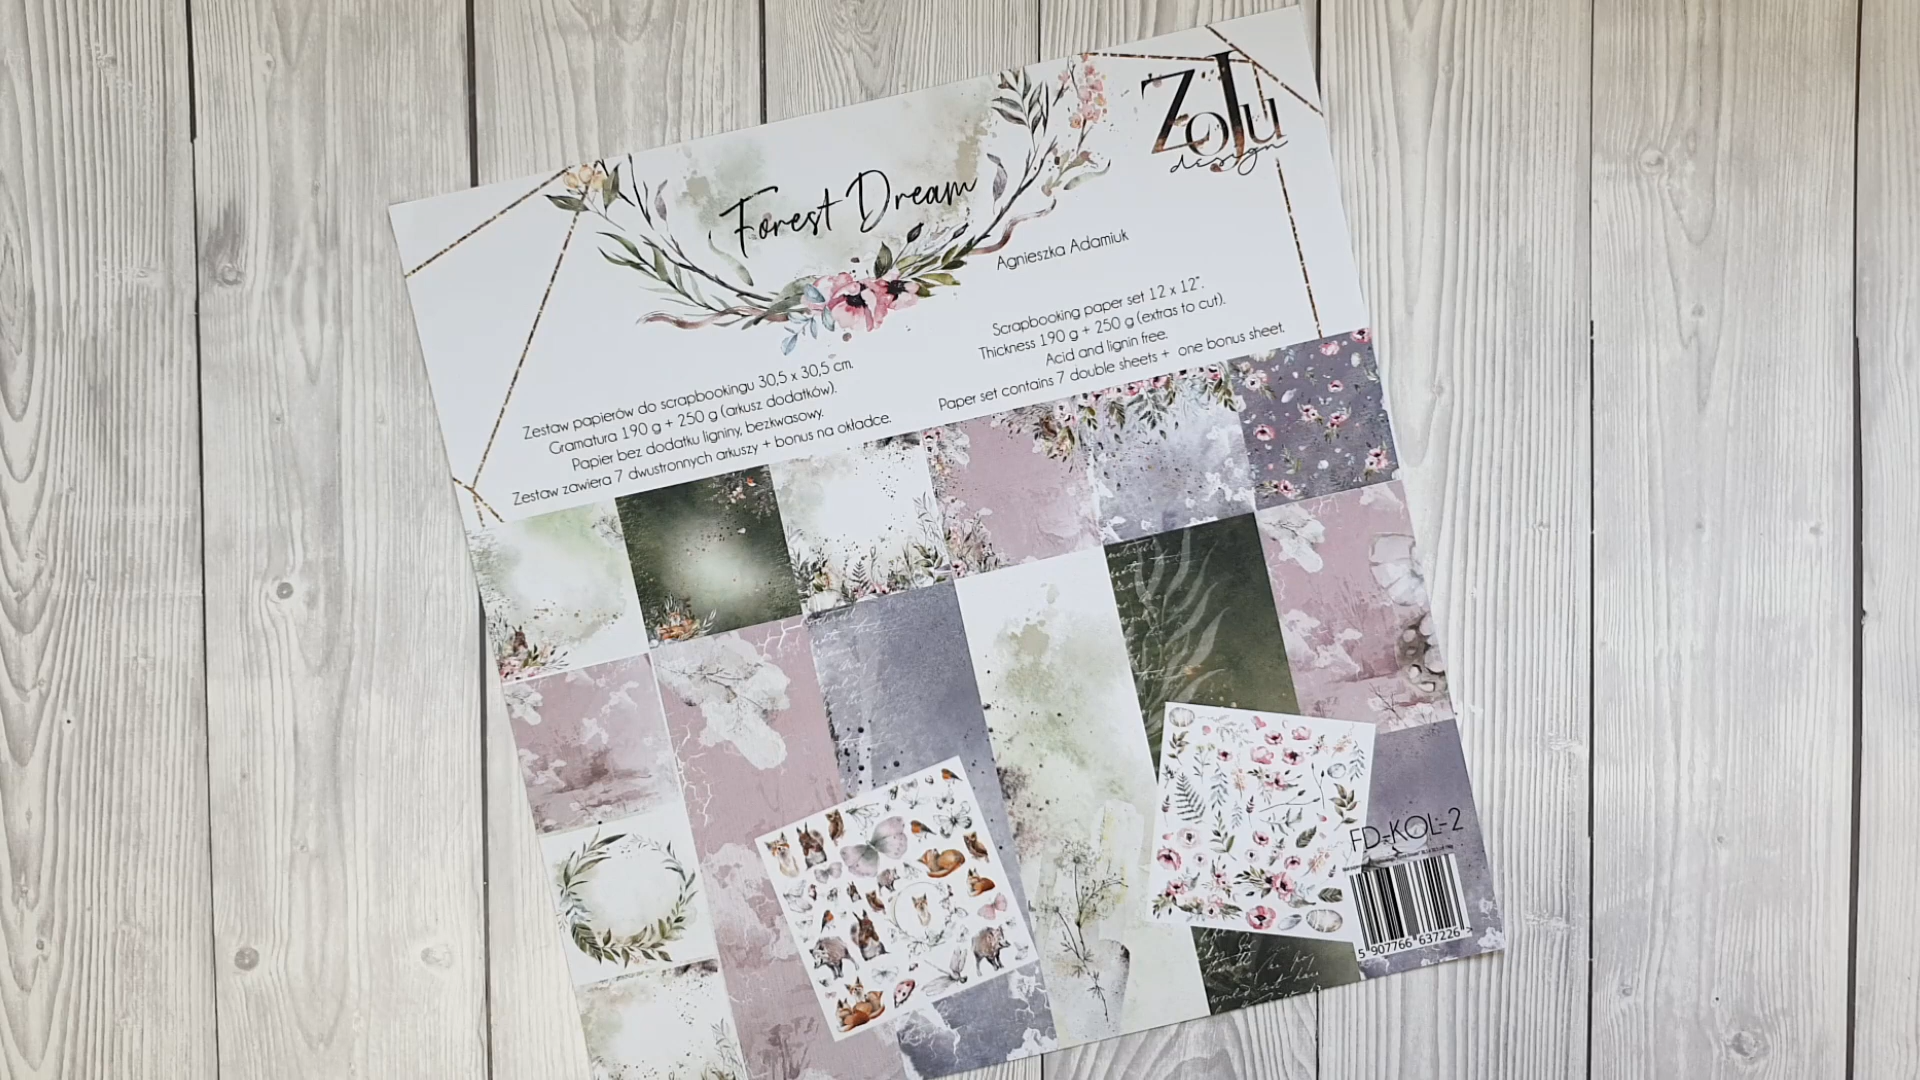 ZoJu
design
Forest Dream
Agnieszka Adamiuk
Zestaw papierów do scrapbookingu 30,5 x 30,5 cm.
Gramatura 190 g + 250 g (arkusz dodatków).
Papier bez dodatku ligniny, bezkwasowy.
Zestaw zawiera 7 dwustronnych arkuszy + bonus na okładce.
Scrapbooking paper set 12 x 12".
Thickness 190 g + 250 g (extras to cut).
Acid and lignin free.
Paper set contains 7 double sheets + one bonus sheet.
FD-KOL-2
5 907766 637226 >